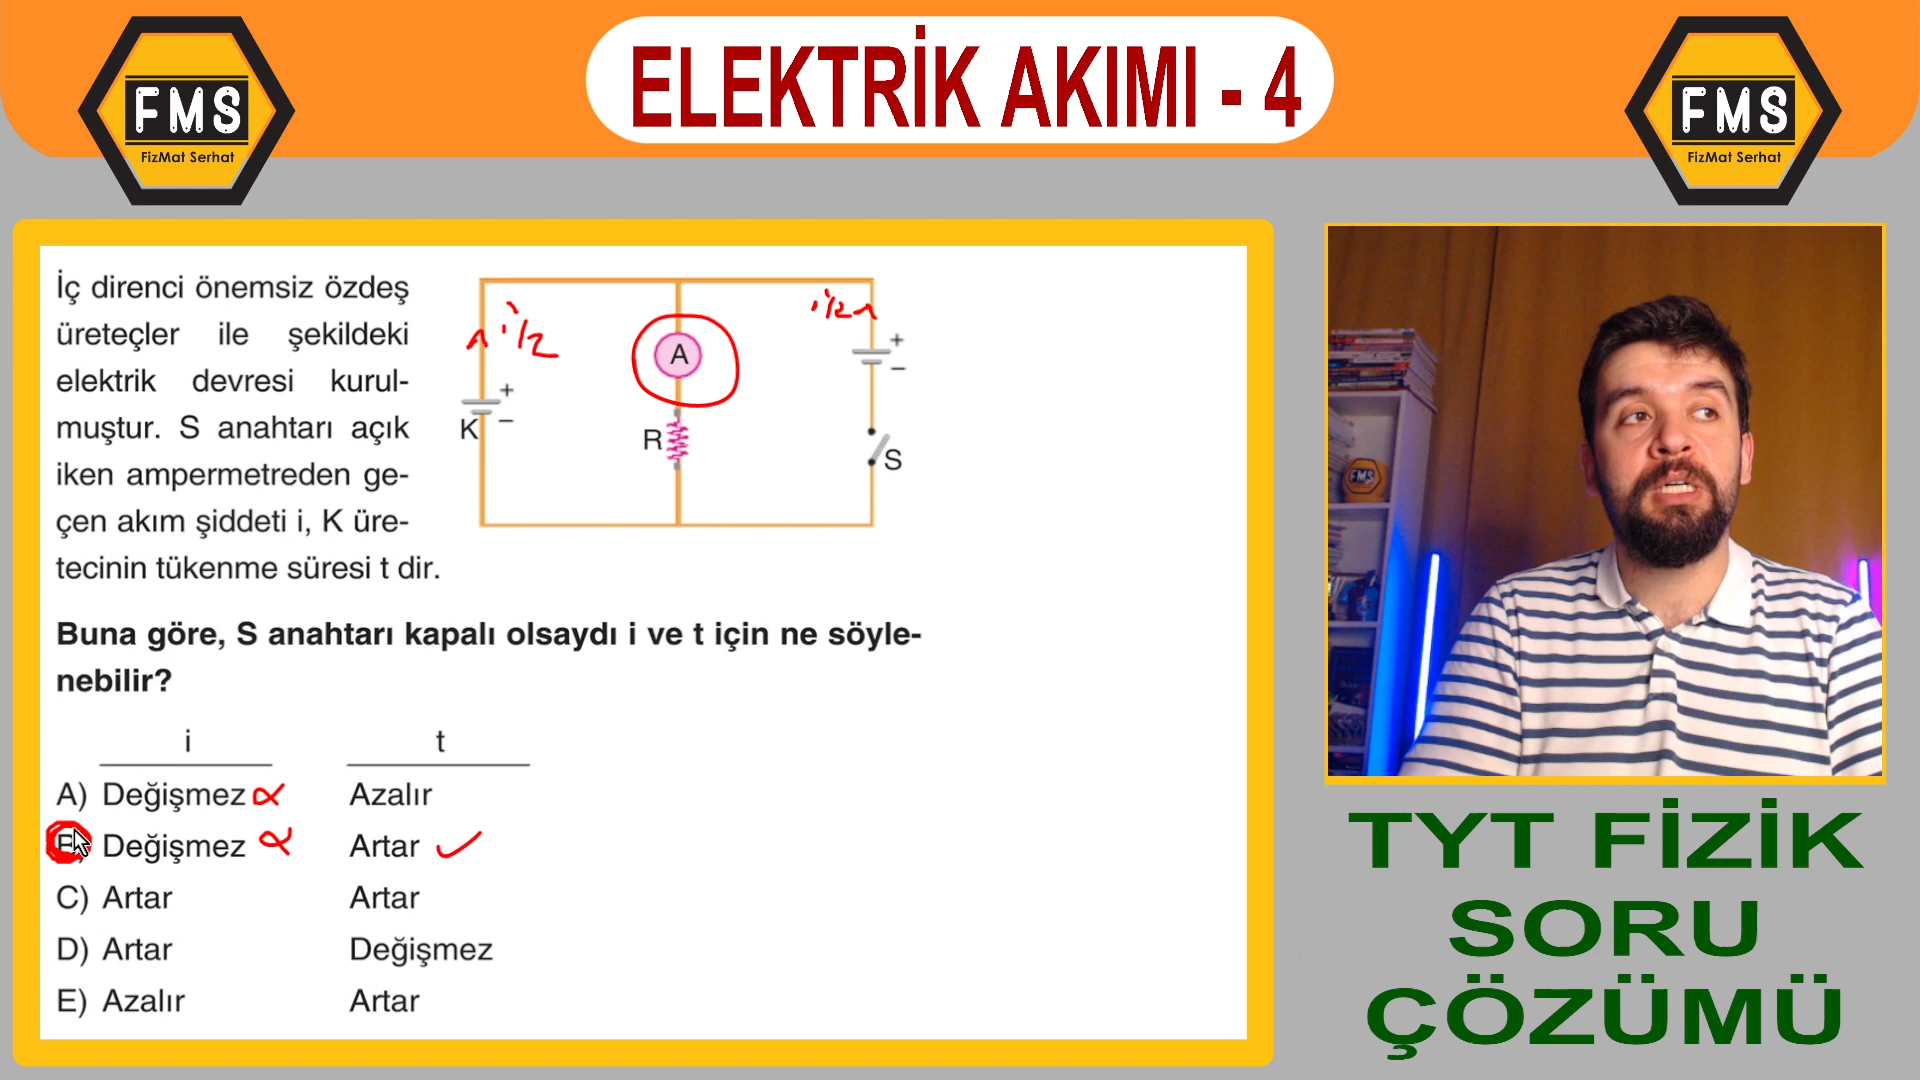 FMS
FizMat Serhat
ELEKTRİK AKIMI - 4
FMS
FizMat Serhat
İç direnci önemsiz özdeş
üreteçler ile şekildeki
elektrik devresi kurul-
muştur. S anahtarı açık
iken ampermetreden ge-
çen akım şiddeti i, K üre-
tecinin tükenme süresi t dir.
i/2
i/2
A
+
−
K
R
+
−
S
Buna göre, S anahtarı kapalı olsaydı i ve t için ne söyle-
nebilir?
i t
A) Değişmez Azalır
B) Değişmez Artar
C) Artar Artar
D) Artar Değişmez
E) Azalır Artar
FMS
TYT FİZİK
SORU
ÇÖZÜMÜ